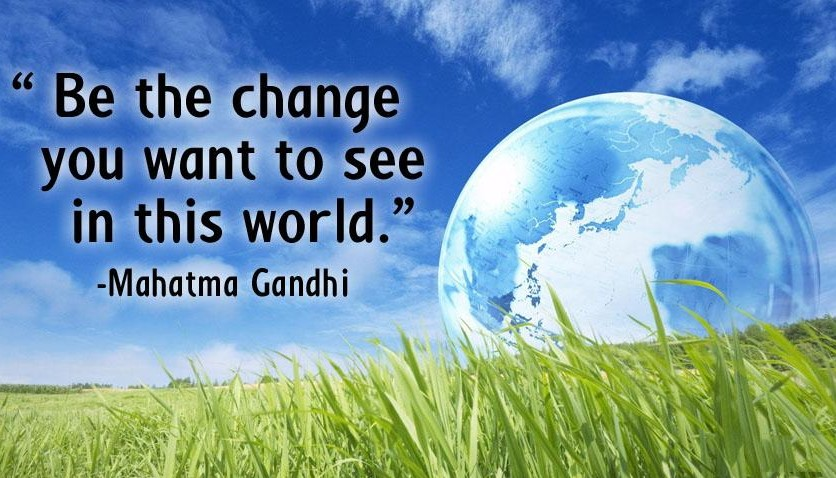 “ Be the change
you want to see
in this world.”
-Mahatma Gandhi